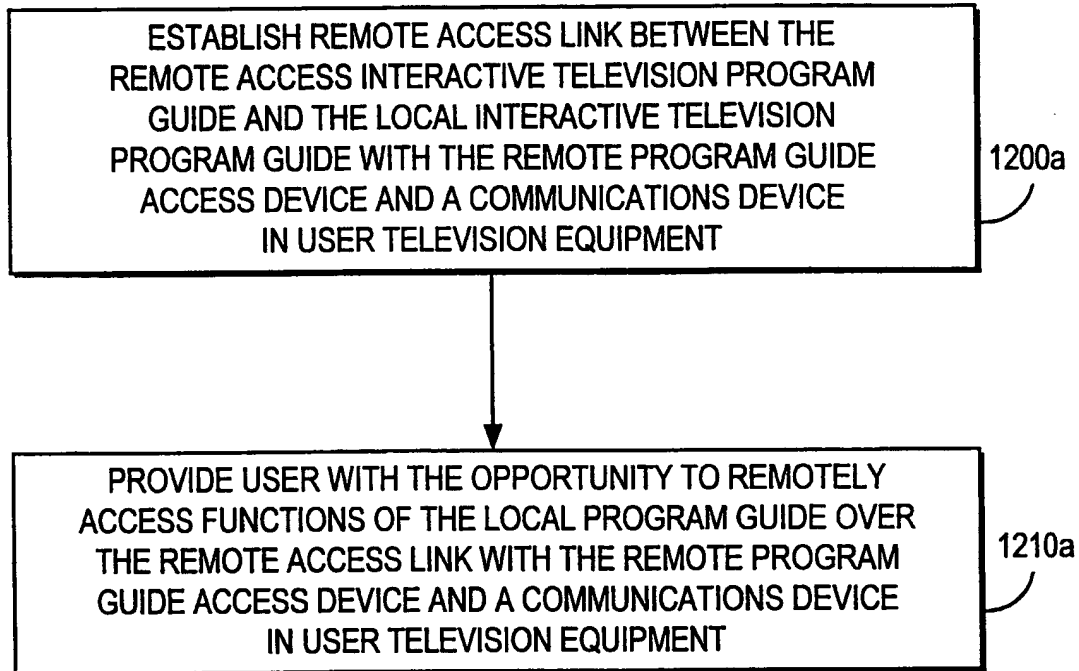 ESTABLISH REMOTE ACCESS LINK BETWEEN THE
REMOTE ACCESS INTERACTIVE TELEVISION PROGRAM
GUIDE AND THE LOCAL INTERACTIVE TELEVISION
PROGRAM GUIDE WITH THE REMOTE PROGRAM GUIDE
ACCESS DEVICE AND A COMMUNICATIONS DEVICE
IN USER TELEVISION EQUIPMENT
1200a
PROVIDE USER WITH THE OPPORTUNITY TO REMOTELY
ACCESS FUNCTIONS OF THE LOCAL PROGRAM GUIDE OVER
THE REMOTE ACCESS LINK WITH THE REMOTE PROGRAM
GUIDE ACCESS DEVICE AND A COMMUNICATIONS DEVICE
IN USER TELEVISION EQUIPMENT
1210a